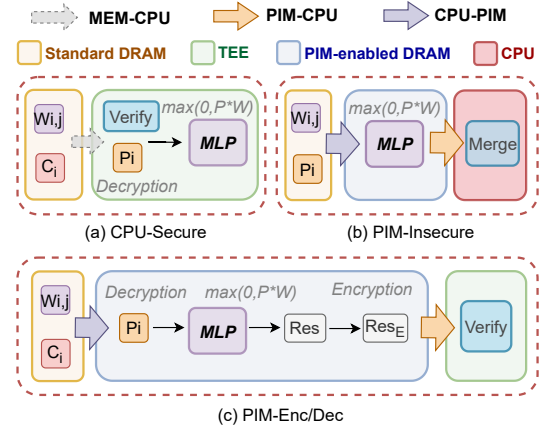 MEM-CPU PIM-CPU CPU-PIM
Standard DRAM TEE PIM-enabled DRAM CPU
Wi,j
Ci
Verify
Pi
Decryption
max(0,P*W)
MLP
(a) CPU-Secure
Wi,j
Pi
max(0,P*W)
MLP
Merge
(b) PIM-Insecure
Wi,j
Ci
Decryption max(0,P*W) Encryption
Pi MLP Res ResE
Verify
(c) PIM-Enc/Dec